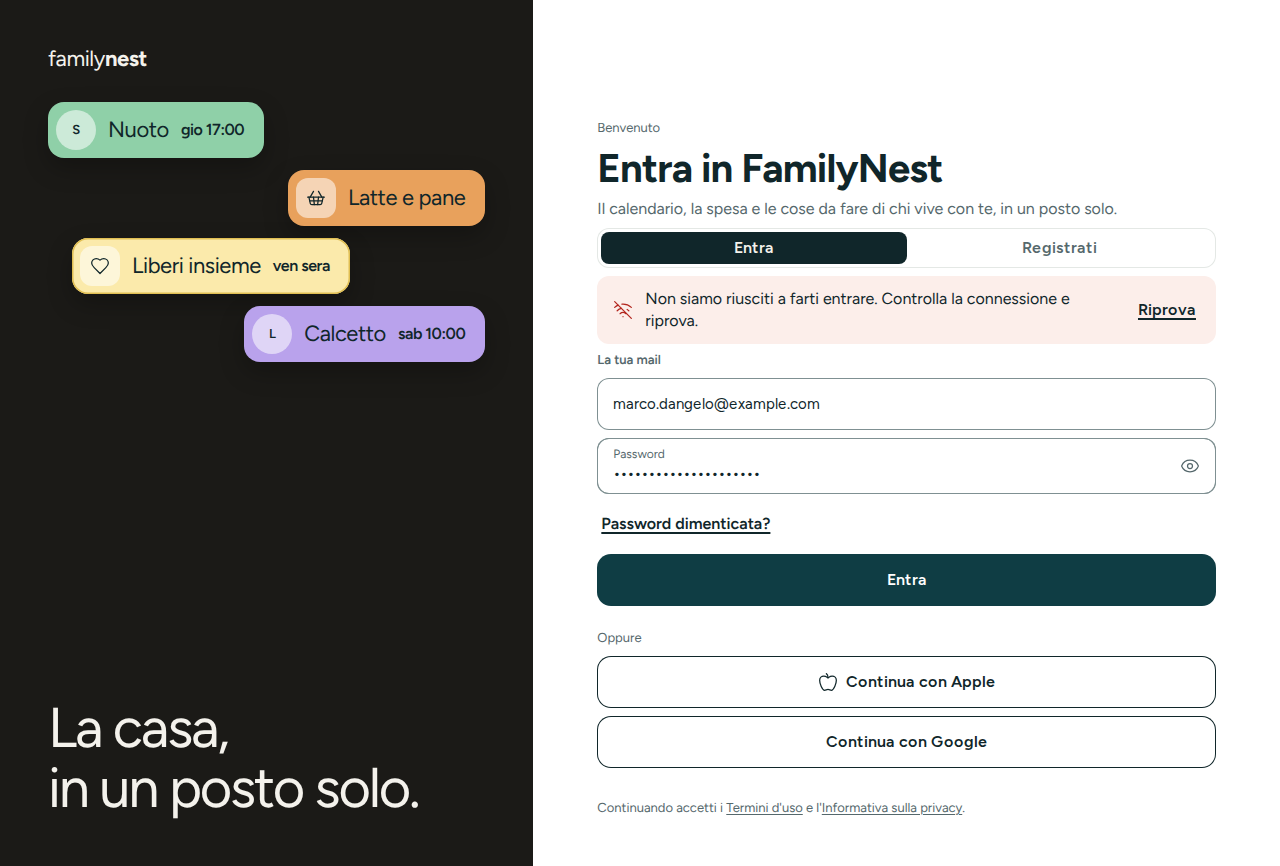 familynest
S Nuoto gio 17:00
Latte e pane
Liberi insieme ven sera
L Calcetto sab 10:00
La casa,
in un posto solo.
Benvenuto
Entra in FamilyNest
Il calendario, la spesa e le cose da fare di chi vive con te, in un posto solo.
Entra Registrati
Non siamo riusciti a farti entrare. Controlla la connessione e
riprova.
Riprova
La tua mail
marco.dangelo@example.com
Password
•••••••••••••••••••••
Password dimenticata?
Entra
Oppure
Continua con Apple
Continua con Google
Continuando accetti i Termini d'uso e l'Informativa sulla privacy.